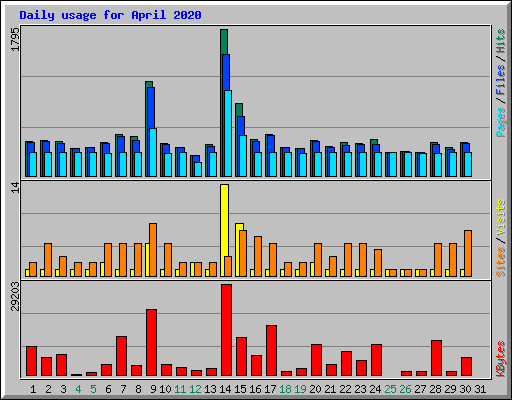 Daily usage for April 2020
1795
Pages / Files / Hits
14
Sites / Visits
29203
KBytes
1 2 3 4 5 6 7 8 9 10 11 12 13 14 15 16 17 18 19 20 21 22 23 24 25 26 27 28 29 30 31